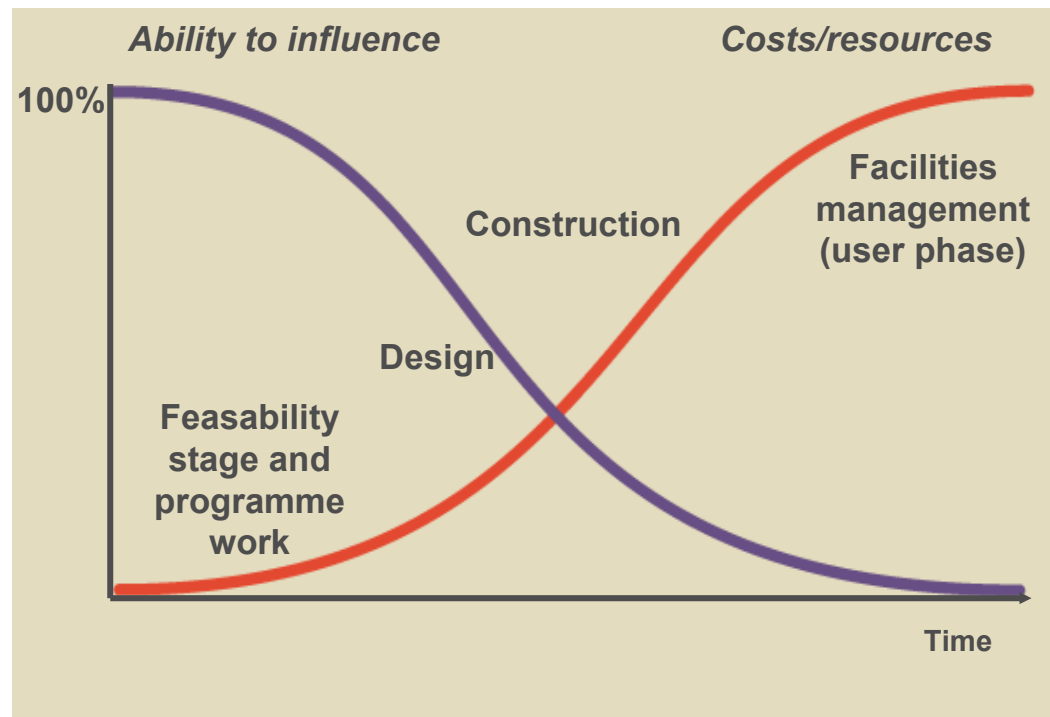 Ability to influence
Costs/resources
100%
Facilities
management
(user phase)
Construction
Design
Feasability
stage and
programme
work
Time